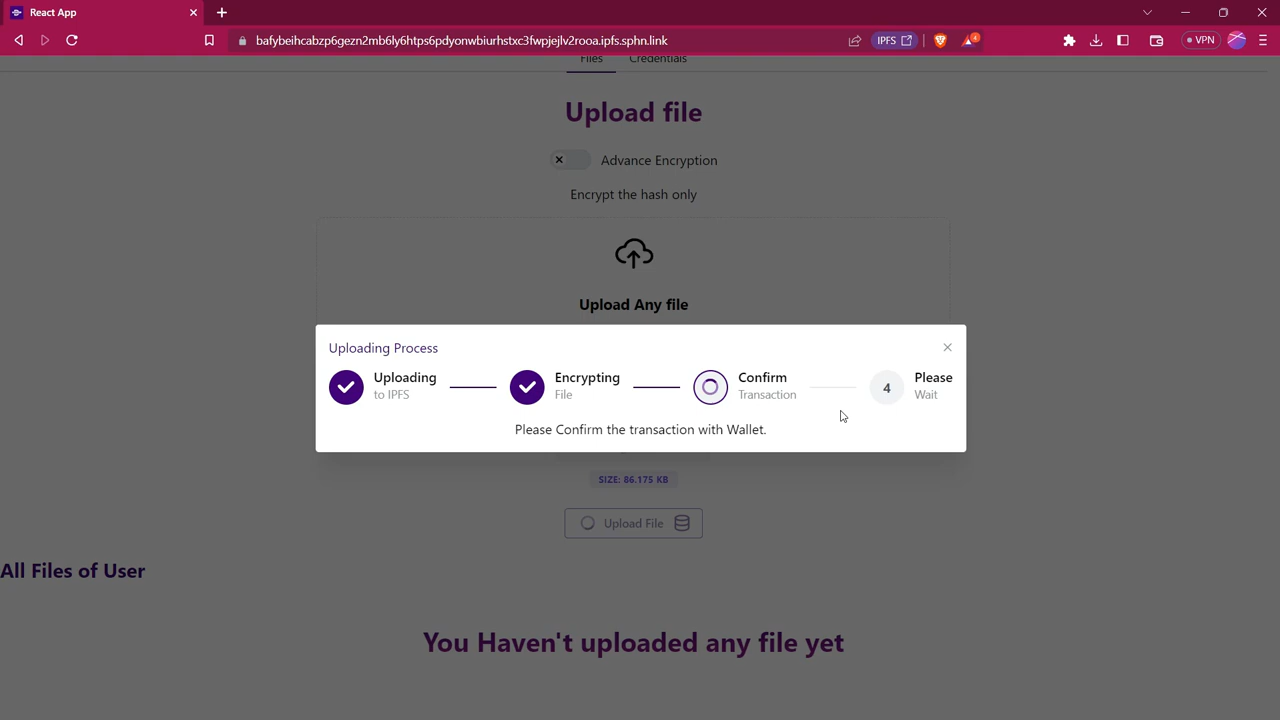 React App
bafybeihcabzp6gezn2mb6ly6htps6pdyonwbiurhstxc3fwpjejlv2rooa.ipfs.sphn.link
IPFS
4
VPN
Files Credentials
Upload file
Advance Encryption
Encrypt the hash only
Upload Any file
Uploading Process
Uploading
to IPFS
Encrypting
File
Confirm
Transaction
4
Please
Wait
Please Confirm the transaction with Wallet.
SIZE: 86.175 KB
Upload File
All Files of User
You Haven't uploaded any file yet